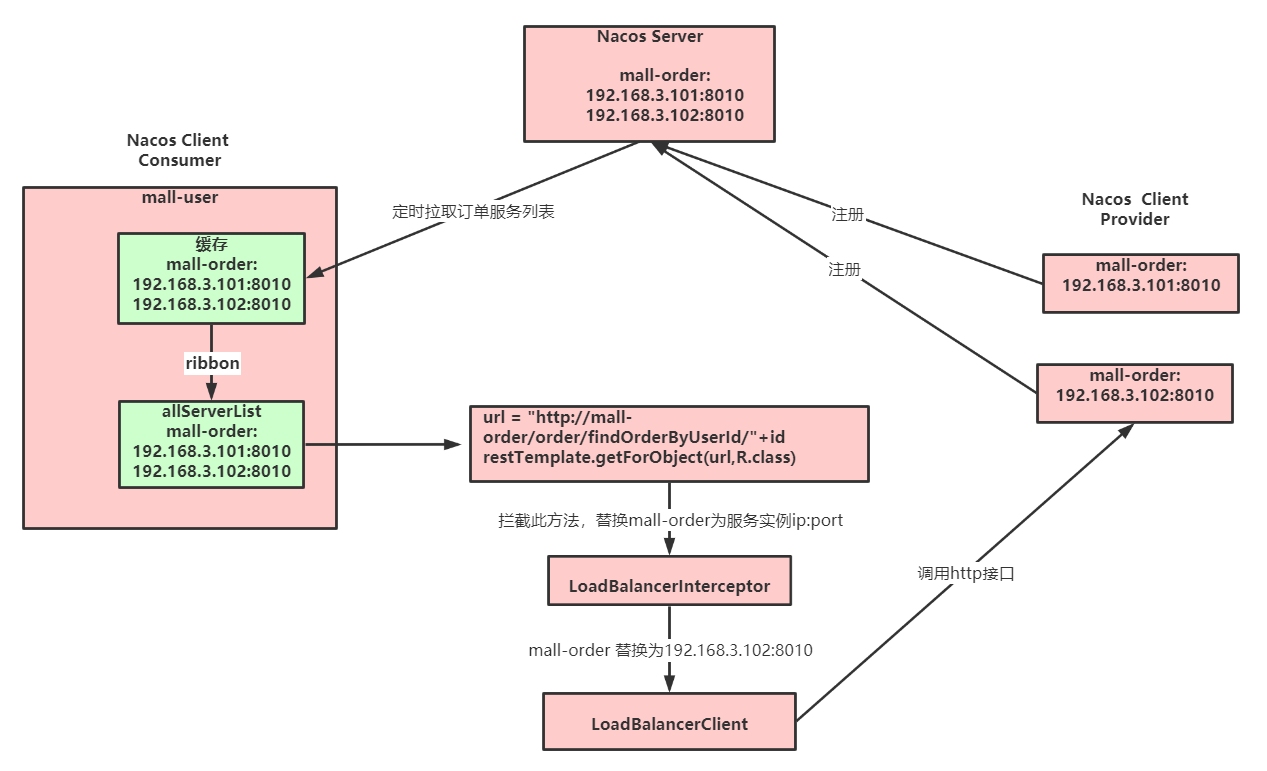 Nacos Server
mall-order:
192.168.3.101:8010
192.168.3.102:8010
Nacos Client
Consumer
mall-user
缓存
mall-order:
192.168.3.101:8010
192.168.3.102:8010
ribbon
allServerList
mall-order:
192.168.3.101:8010
192.168.3.102:8010
定时拉取订单服务列表
注册
注册
Nacos Client
Provider
mall-order:
192.168.3.101:8010
mall-order:
192.168.3.102:8010
url = "http://mall-
order/order/findOrderByUserId/"+id
restTemplate.getForObject(url,R.class)
拦截此方法，替换mall-order为服务实例ip:port
LoadBalancerInterceptor
mall-order 替换为192.168.3.102:8010
LoadBalancerClient
调用http接口